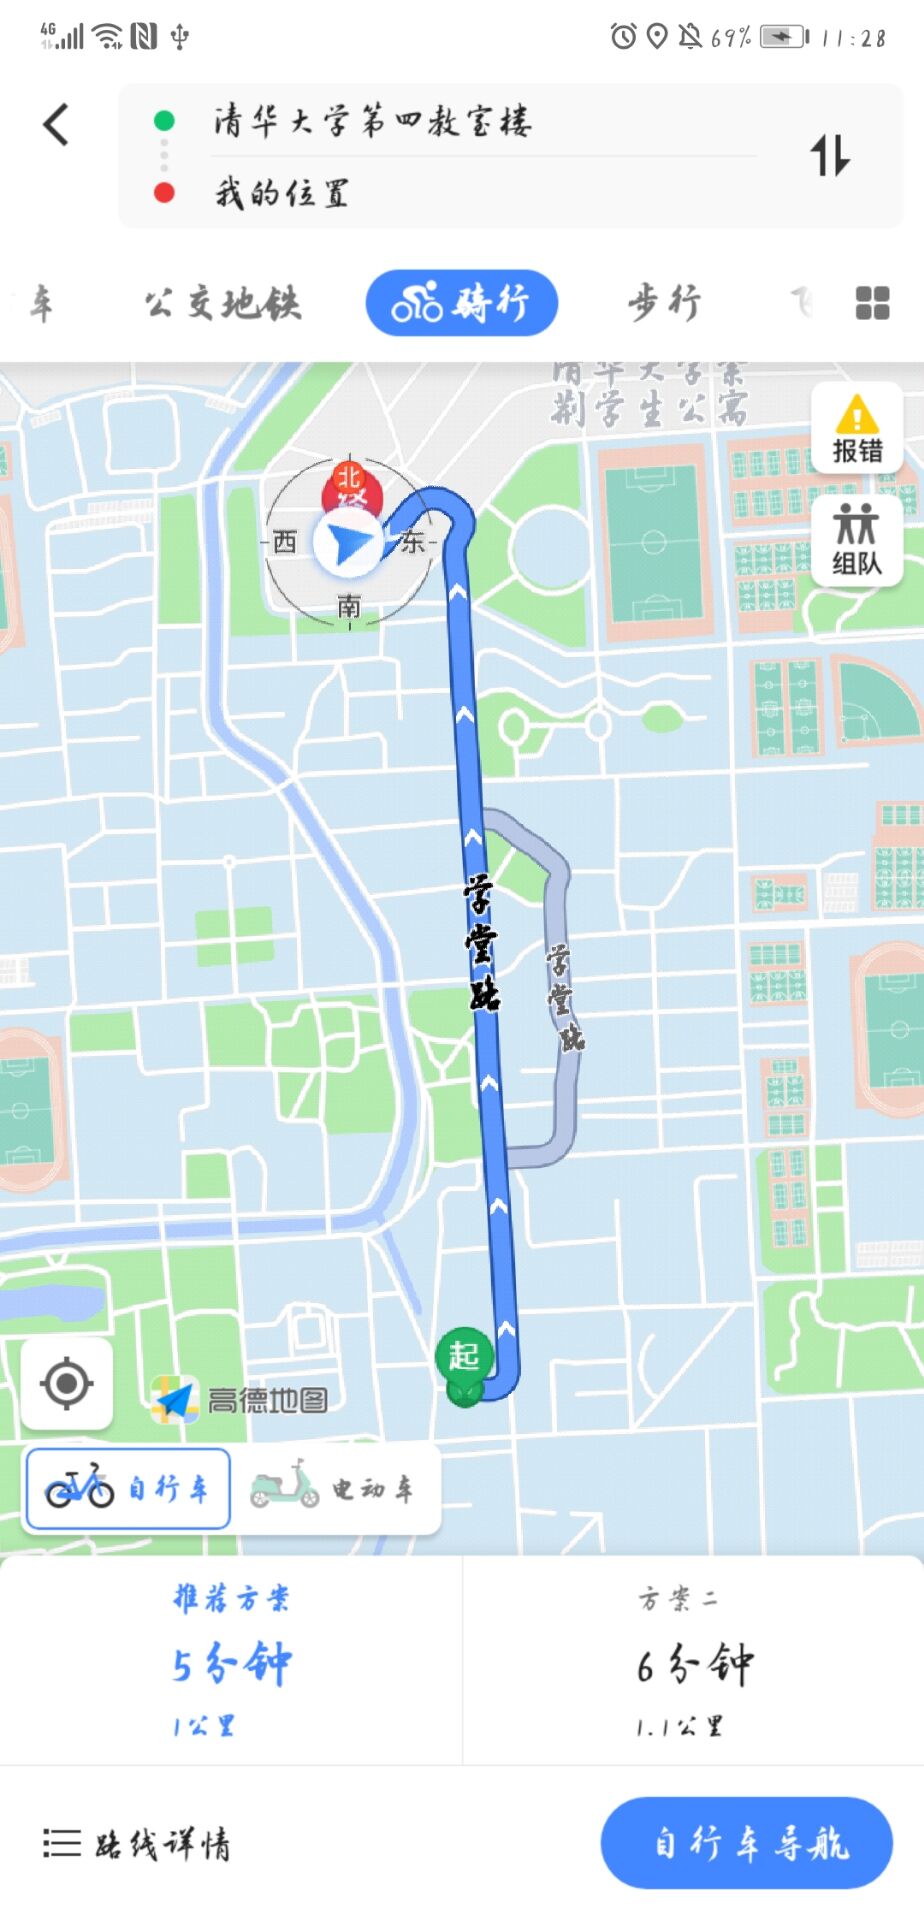 4G
69% 11:28
清华大学第四教室楼
我的位置
车 公交地铁 骑行 步行
清华大学紫
荆学生公寓
报错
组队
北
西 东
南
学堂路
学堂路
起
高德地图
自行车 电动车
推荐方案
5分钟
1公里
方案二
6分钟
1.1公里
路线详情
自行车导航